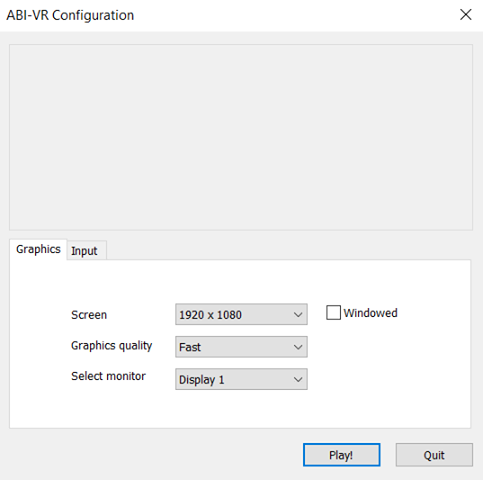 ABI-VR Configuration
Graphics Input
Screen 1920 x 1080 Windowed
Graphics quality Fast
Select monitor Display 1
Play! Quit